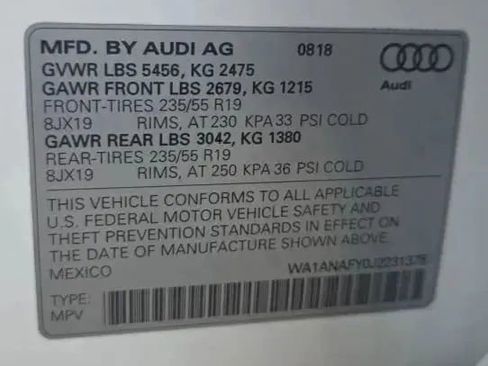 MFD. BY AUDI AG 0818
GVWR LBS 5456, KG 2475
GAWR FRONT LBS 2679, KG 1215
Audi
FRONT-TIRES 235/55 R19
8JX19 RIMS, AT 230 KPA 33 PSI COLD
GAWR REAR LBS 3042, KG 1380
REAR-TIRES 235/55 R19
8JX19 RIMS, AT 250 KPA 36 PSI COLD
THIS VEHICLE CONFORMS TO ALL APPLICABLE
U.S. FEDERAL MOTOR VEHICLE SAFETY AND
THEFT PREVENTION STANDARDS IN EFFECT ON
THE DATE OF MANUFACTURE SHOWN ABOVE.
MEXICO WA1ANAFY0J2231375
TYPE:
MPV